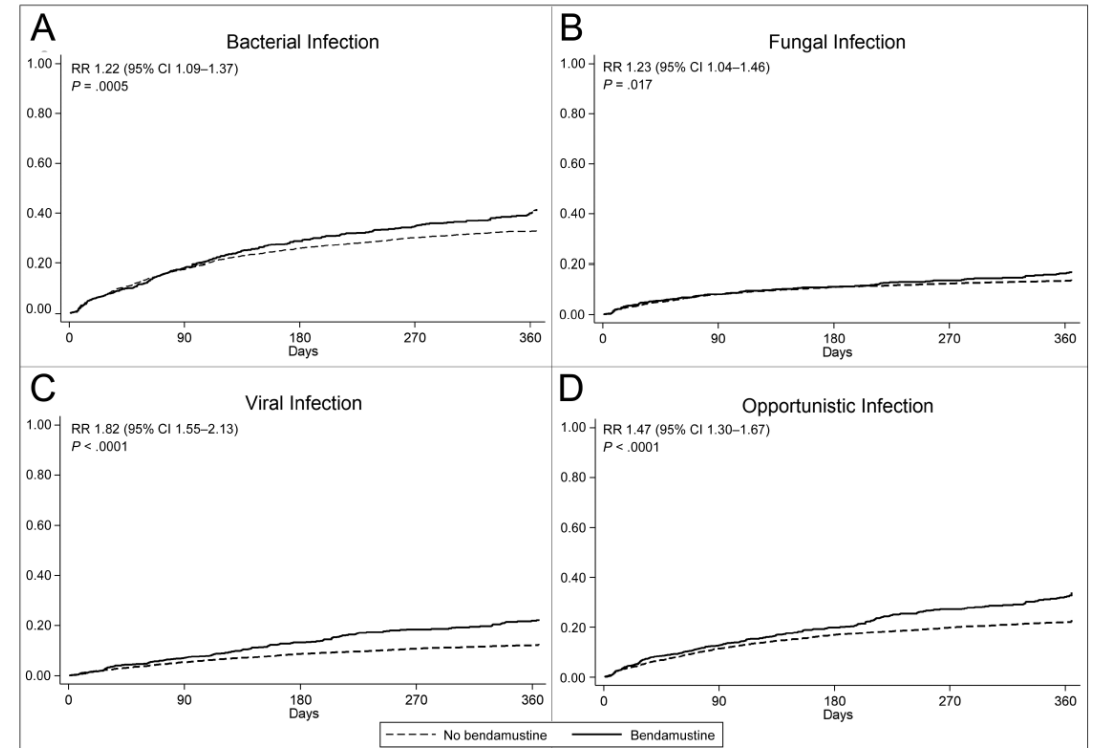 A
Bacterial Infection
RR 1.22 (95% CI 1.09–1.37)
P = .0005
1.00
0.80
0.60
0.40
0.20
0.00
0 90 180 270 360
Days
B
Fungal Infection
RR 1.23 (95% CI 1.04–1.46)
P = .017
1.00
0.80
0.60
0.40
0.20
0.00
0 90 180 270 360
Days
C
Viral Infection
RR 1.82 (95% CI 1.55–2.13)
P < .0001
1.00
0.80
0.60
0.40
0.20
0.00
0 90 180 270 360
Days
D
Opportunistic Infection
RR 1.47 (95% CI 1.30–1.67)
P < .0001
1.00
0.80
0.60
0.40
0.20
0.00
0 90 180 270 360
Days
No bendamustine Bendamustine